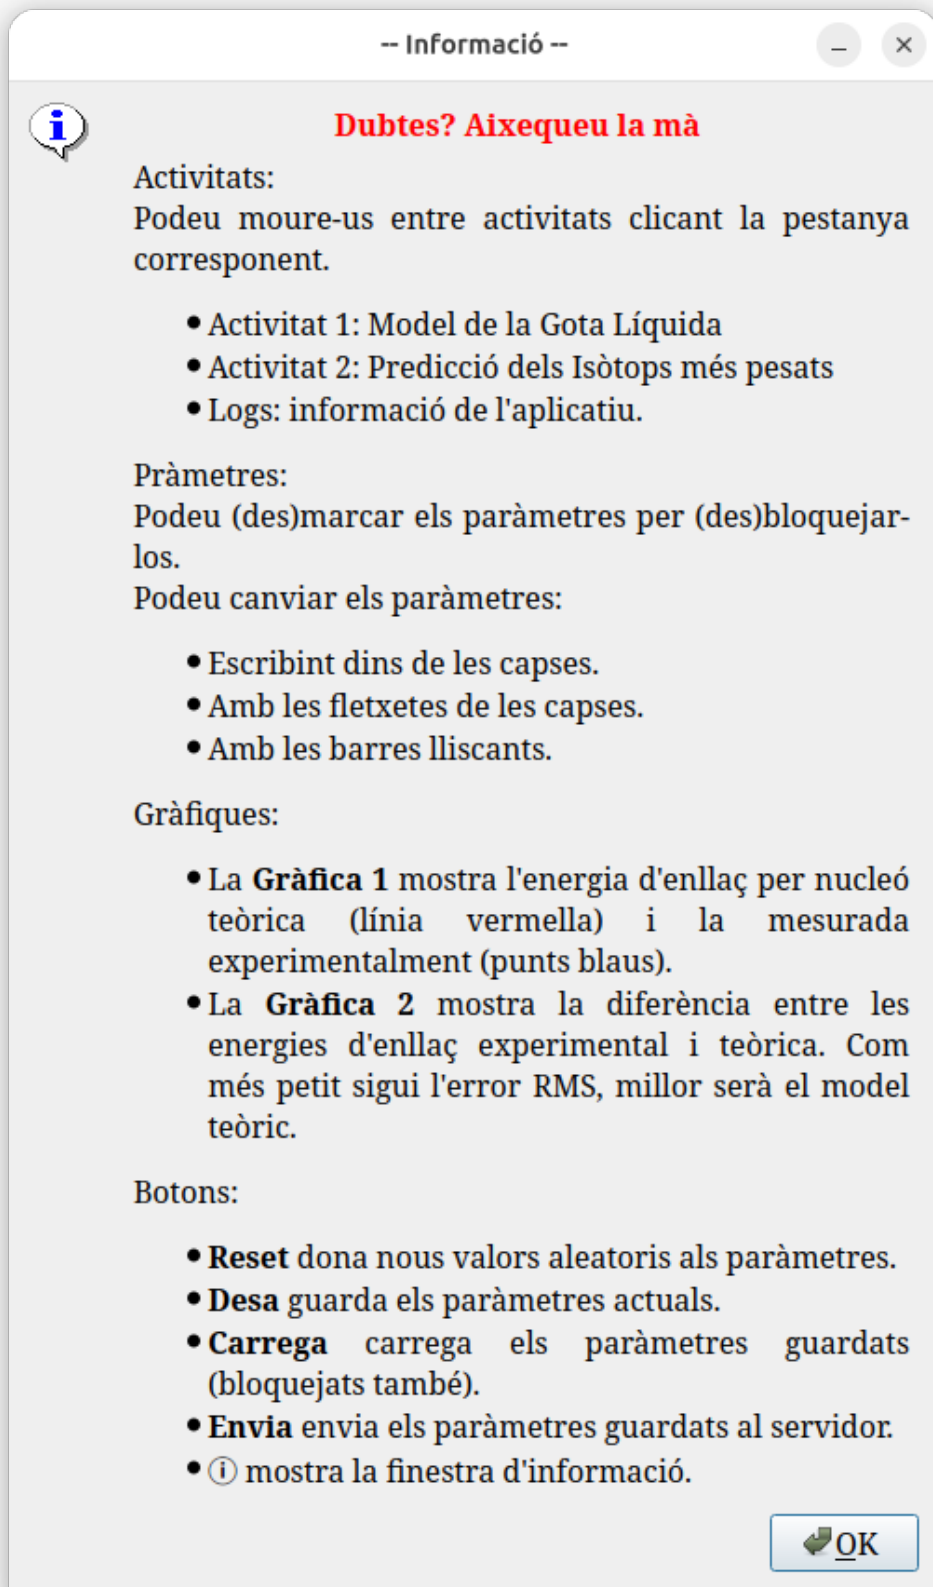 -- Informació --
Dubtes? Aixequeu la mà
Activitats:
Podeu moure-us entre activitats clicant la pestanya
corresponent.
• Activitat 1: Model de la Gota Líquida
• Activitat 2: Predicció dels Isòtops més pesats
• Logs: informació de l'aplicatiu.
Pràmetres:
Podeu (des)marcar els paràmetres per (des)bloquejar-
los.
Podeu canviar els paràmetres:
• Escribint dins de les capses.
• Amb les fletxetes de les capses.
• Amb les barres lliscants.
Gràfiques:
• La Gràfica 1 mostra l'energia d'enllaç per nucleó
teòrica (línia vermella) i la mesurada
experimentalment (punts blaus).
• La Gràfica 2 mostra la diferència entre les
energies d'enllaç experimental i teòrica. Com
més petit sigui l'error RMS, millor serà el model
teòric.
Botons:
• Reset dona nous valors aleatoris als paràmetres.
• Desa guarda els paràmetres actuals.
• Carrega carrega els paràmetres guardats
(bloquejats també).
• Envia envia els paràmetres guardats al servidor.
• ⓘ mostra la finestra d'informació.
OK